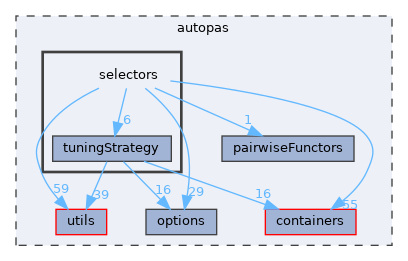 autopas
selectors
6
1
tuningStrategy
pairwiseFunctors
59
39
16
29
16
55
utils
options
containers